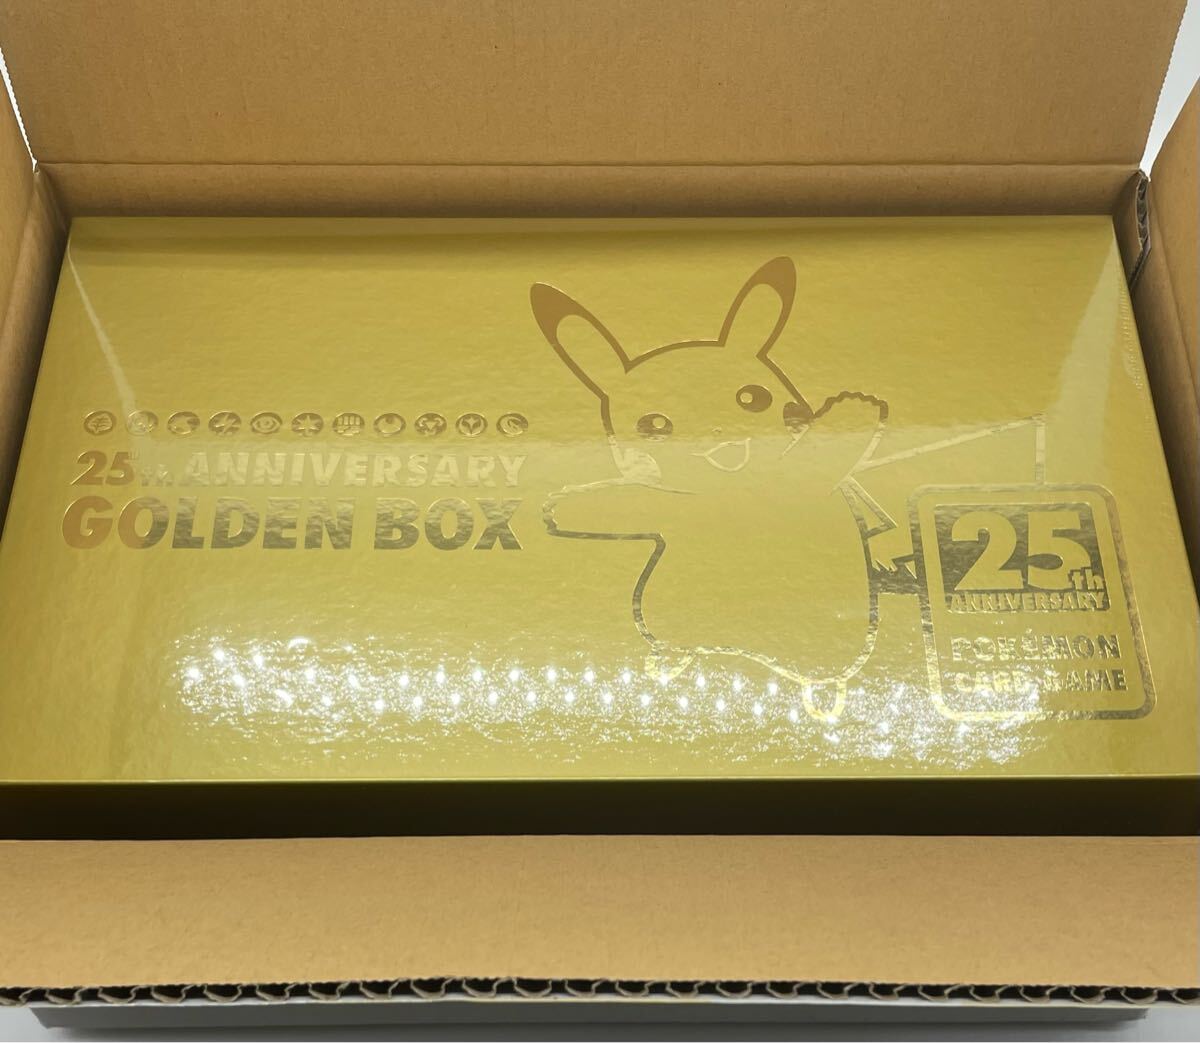 25th ANNIVERSARY
GOLDEN BOX
25th
ANNIVERSARY
POKÉMON
CARD GAME